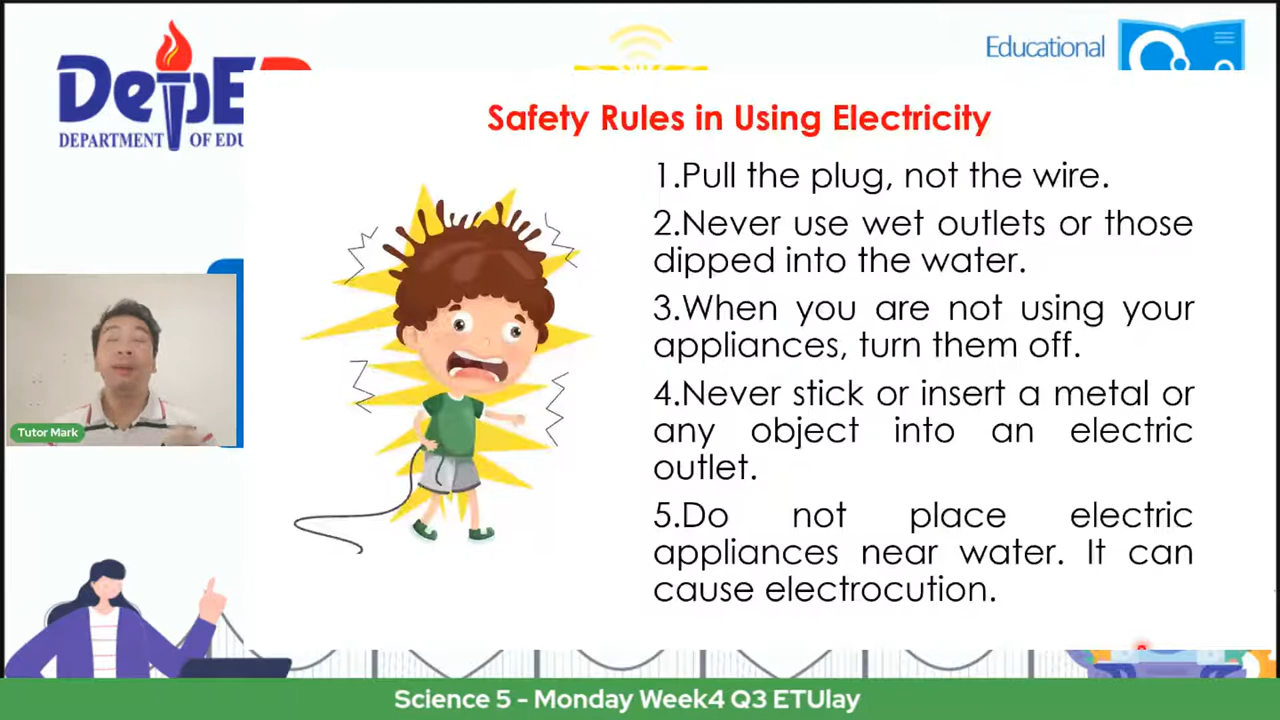 DepE
DEPARTMENT OF EDU
Educational
Safety Rules in Using Electricity
1.Pull the plug, not the wire.
2.Never use wet outlets or those
dipped into the water.
3.When you are not using your
appliances, turn them off.
4.Never stick or insert a metal or
any object into an electric
outlet.
5.Do not place electric
appliances near water. It can
cause electrocution.
Tutor Mark
Science 5 - Monday Week4 Q3 ETUlay